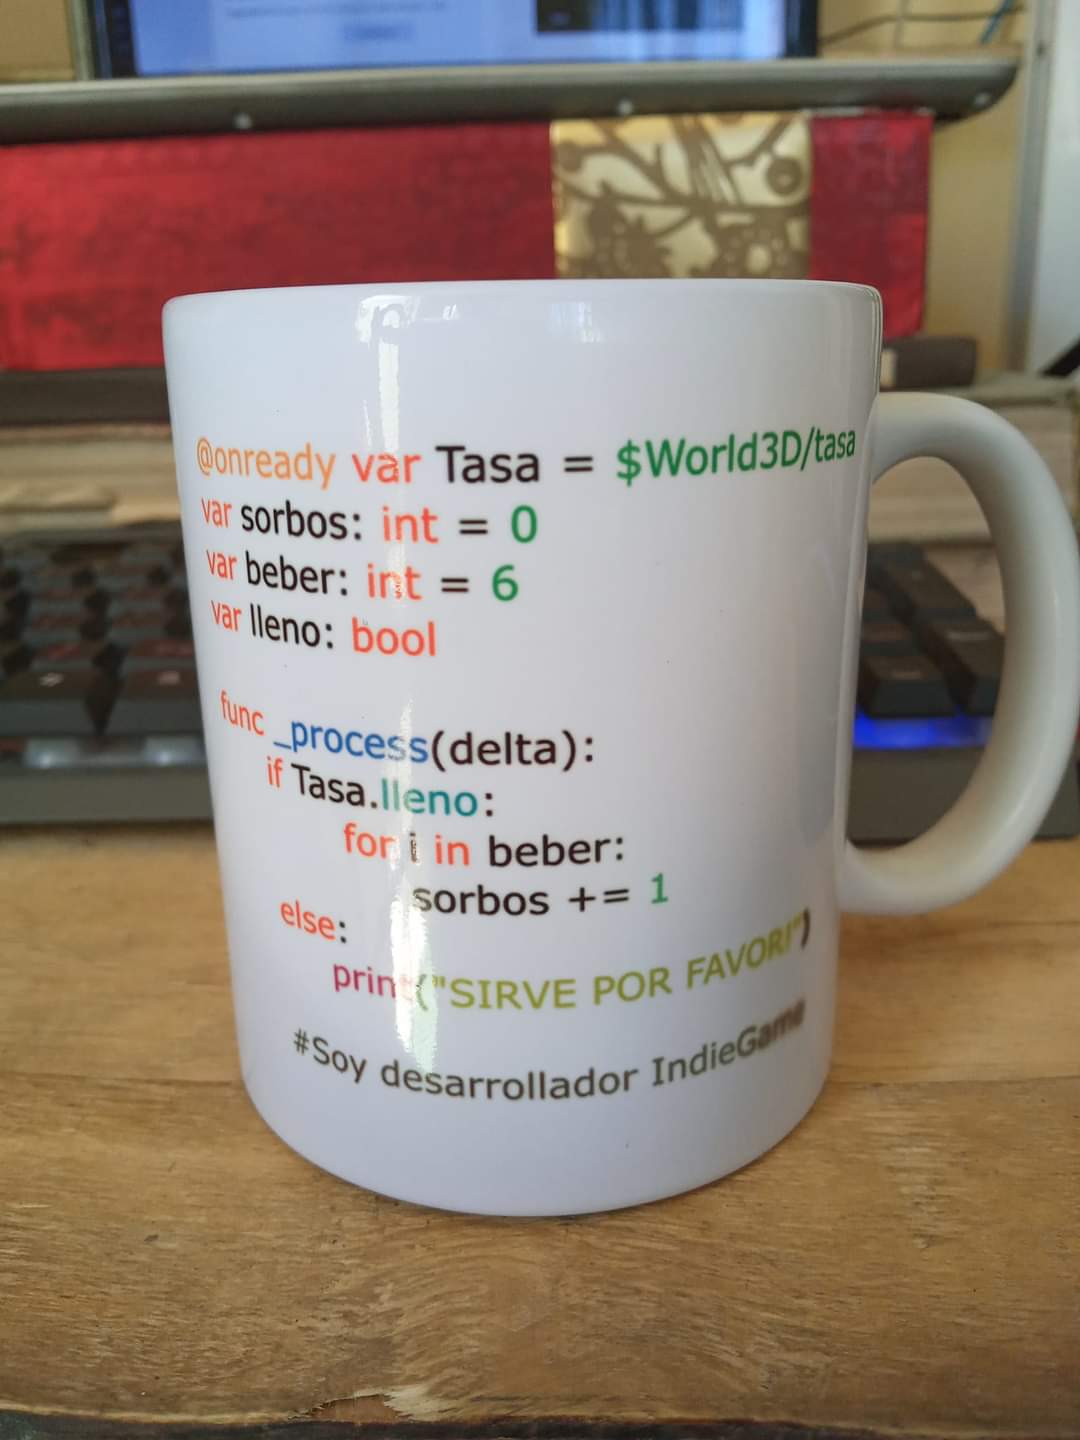 @onready var Tasa = $World3D/tasa
var sorbos: int = 0
var beber: int = 6
var lleno: bool
func _process(delta):
if Tasa.lleno:
for i in beber:
sorbos += 1
else:
print("SIRVE POR FAVOR!")
#Soy desarrollador IndieGame